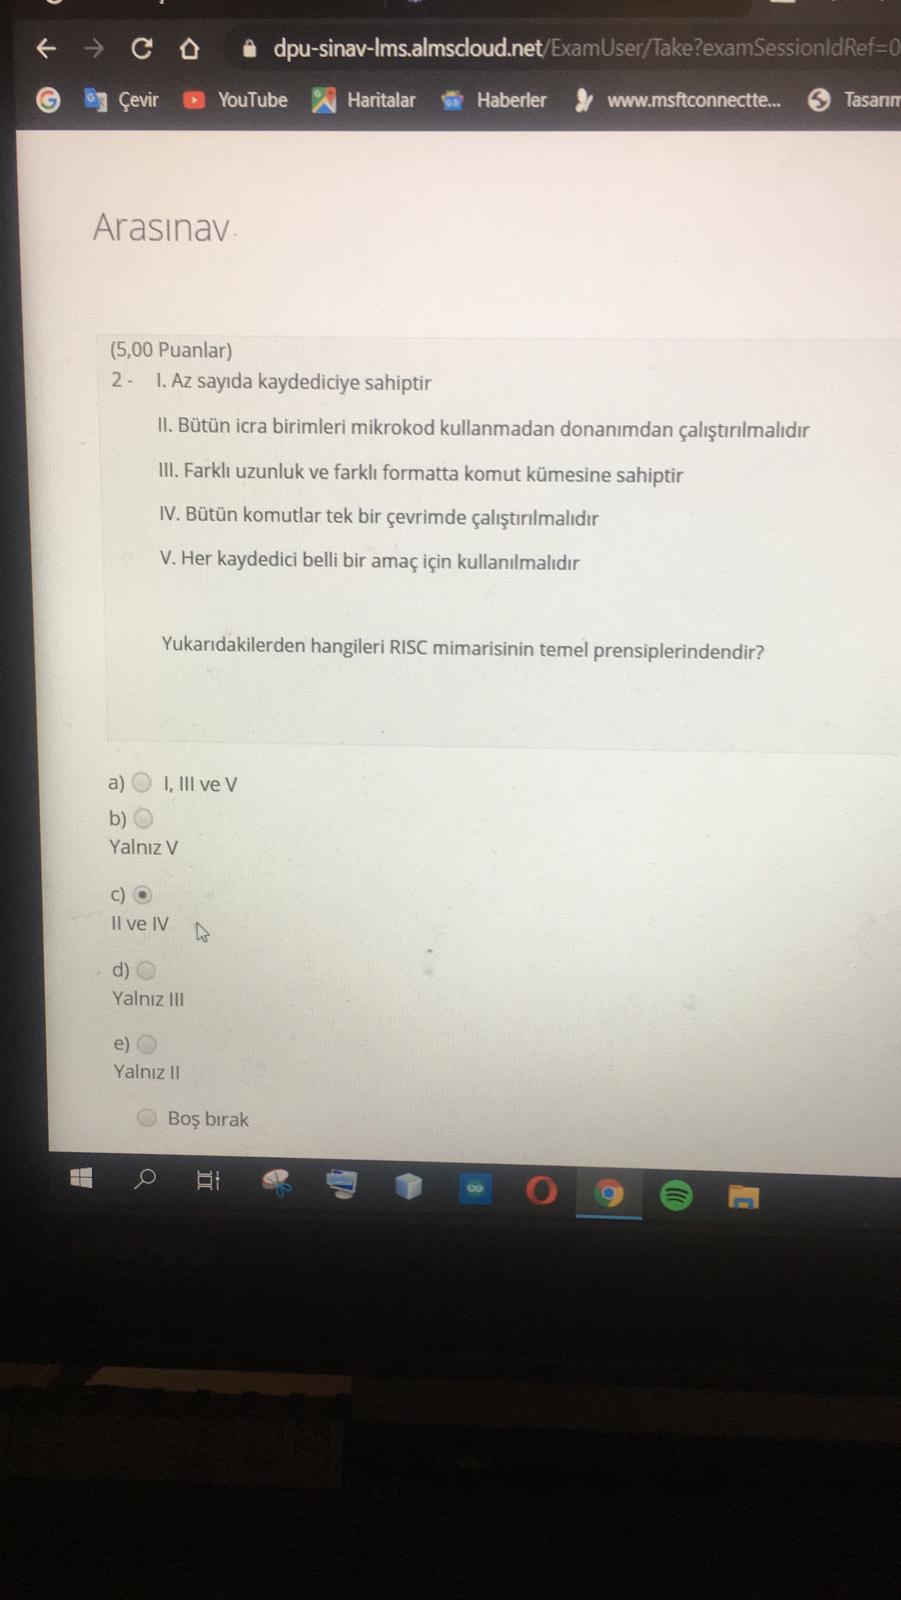 dpu-sinav-lms.almscloud.net/ExamUser/Take?examSessionIdRef=0
Çevir YouTube Haritalar Haberler www.msftconnectte... Tasarım
Arasınav
(5,00 Puanlar)
2 - I. Az sayıda kaydediciye sahiptir
II. Bütün icra birimleri mikrokod kullanmadan donanımdan çalıştırılmalıdır
III. Farklı uzunluk ve farklı formatta komut kümesine sahiptir
IV. Bütün komutlar tek bir çevrimde çalıştırılmalıdır
V. Her kaydedici belli bir amaç için kullanılmalıdır
Yukarıdakilerden hangileri RISC mimarisinin temel prensiplerindendir?
a) I, III ve V
b)
Yalnız V
c)
II ve IV
d)
Yalnız III
e)
Yalnız II
Boş bırak